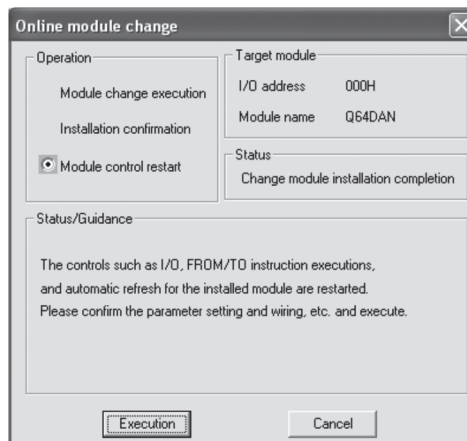 Online module change
Operation
Module change execution
Installation confirmation
Module control restart
Target module
I/O address 000H
Module name Q64DAN
Status
Change module installation completion
Status/Guidance
The controls such as I/O, FROM/TO instruction executions,
and automatic refresh for the installed module are restarted.
Please confirm the parameter setting and wiring, etc. and execute.
Execution
Cancel